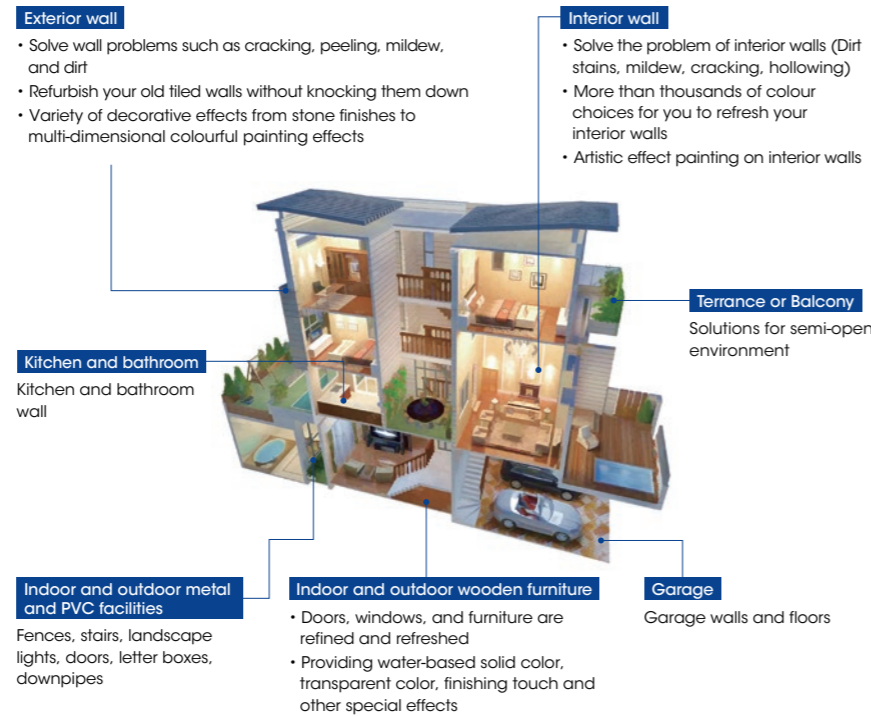 Exterior wall
• Solve wall problems such as cracking, peeling, mildew,
and dirt
• Refurbish your old tiled walls without knocking them down
• Variety of decorative effects from stone finishes to
multi-dimensional colourful painting effects
Interior wall
• Solve the problem of interior walls (Dirt
stains, mildew, cracking, hollowing)
• More than thousands of colour
choices for you to refresh your
interior walls
• Artistic effect painting on interior walls
Terrance or Balcony
Solutions for semi-open
environment
Kitchen and bathroom
Kitchen and bathroom
wall
Indoor and outdoor metal
and PVC facilities
Fences, stairs, landscape
lights, doors, letter boxes,
downpipes
Indoor and outdoor wooden furniture
• Doors, windows, and furniture are
refined and refreshed
• Providing water-based solid color,
transparent color, finishing touch and
other special effects
Garage
Garage walls and floors